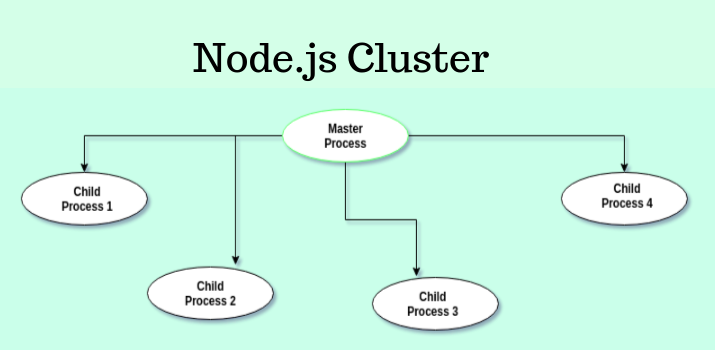 Node.js Cluster
Master
Process
Child
Process 1
Child
Process 2
Child
Process 3
Child
Process 4